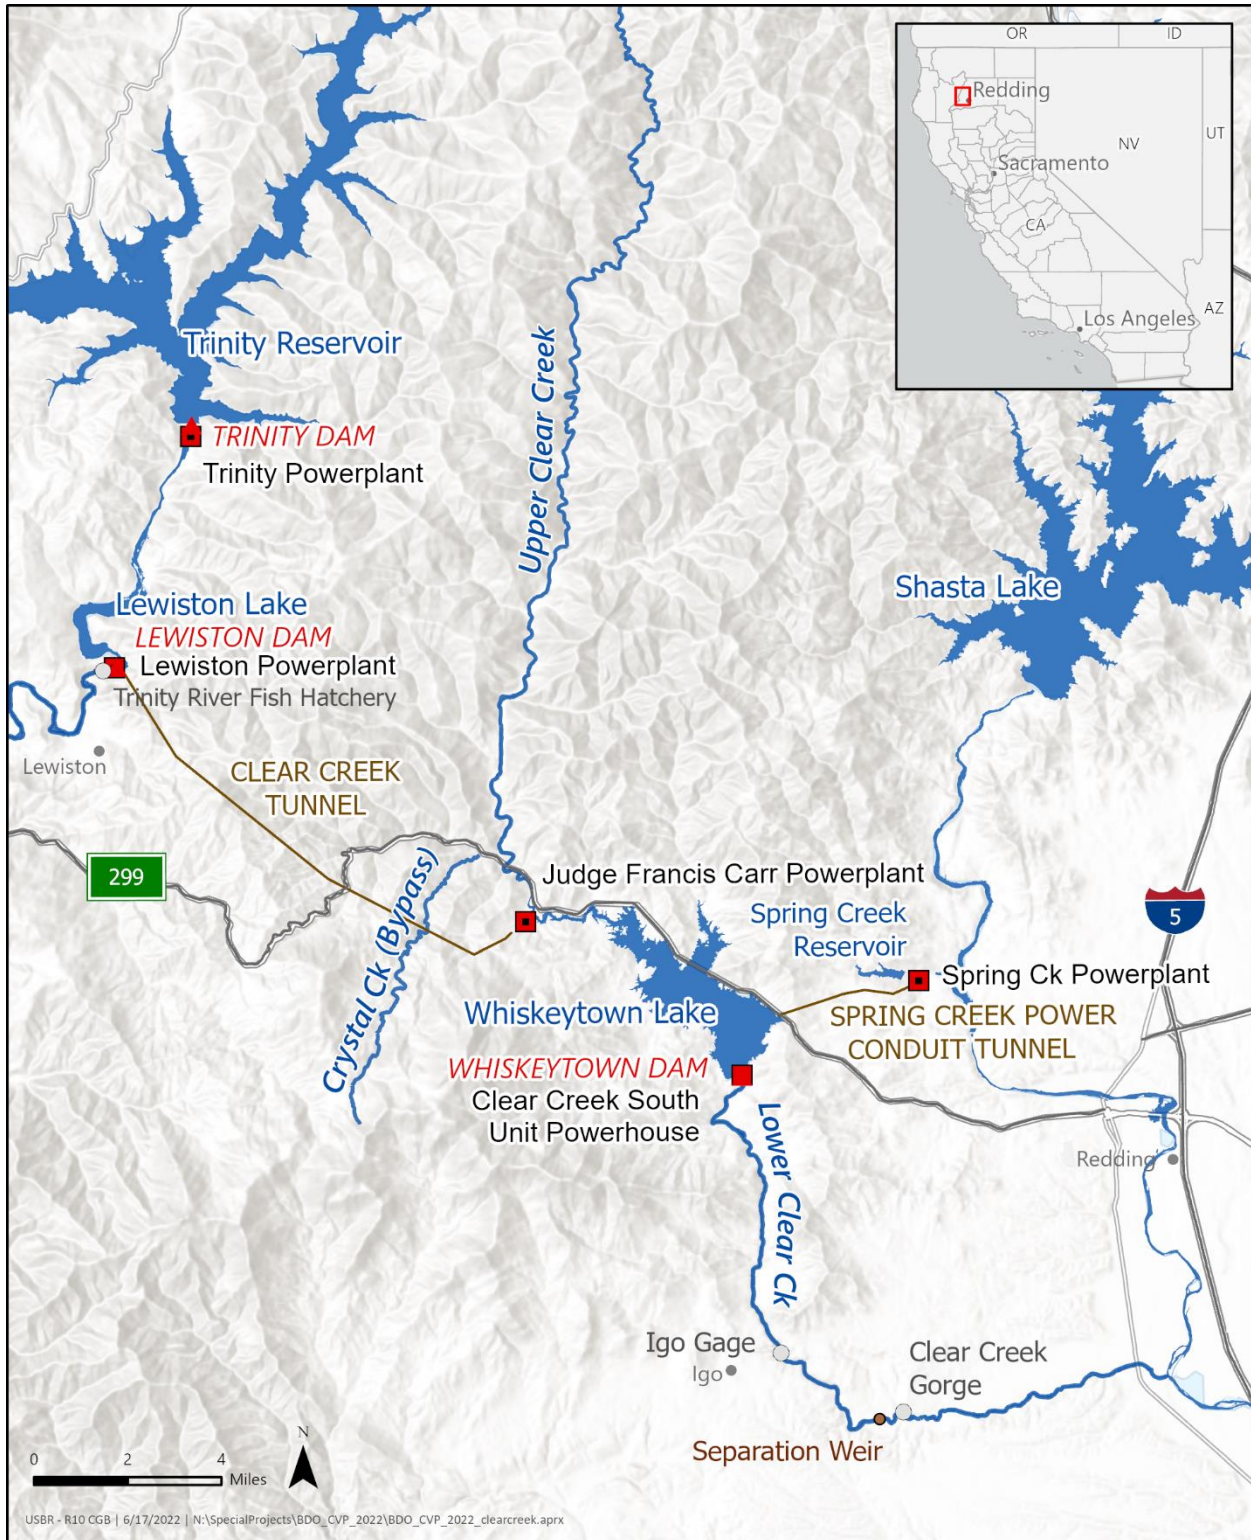 OR
ID
Redding
NV
UT
Sacramento
CA
AZ
Los Angeles
Trinity Reservoir
TRINITY DAM
Trinity Powerplant
Upper Clear Creek
Shasta Lake
Lewiston Lake
LEWISTON DAM
Lewiston Powerplant
Trinity River Fish Hatchery
Lewiston
CLEAR CREEK
TUNNEL
299
Crystal Ck (Bypass)
Judge Francis Carr Powerplant
Spring Creek
Reservoir
5
Spring Ck Powerplant
Whiskeytown Lake
SPRING CREEK POWER
CONDUIT TUNNEL
WHISKEYTOWN DAM
Clear Creek South
Unit Powerhouse
Lower Clear Ck
Redding
Igo Gage
Igo
Clear Creek
Gorge
Separation Weir
N
0 2 4
Miles
USBR - R10 CGB | 6/17/2022 | N:\SpecialProjects\BDO_CVP_2022\BDO_CVP_2022_clearcreek.aprx